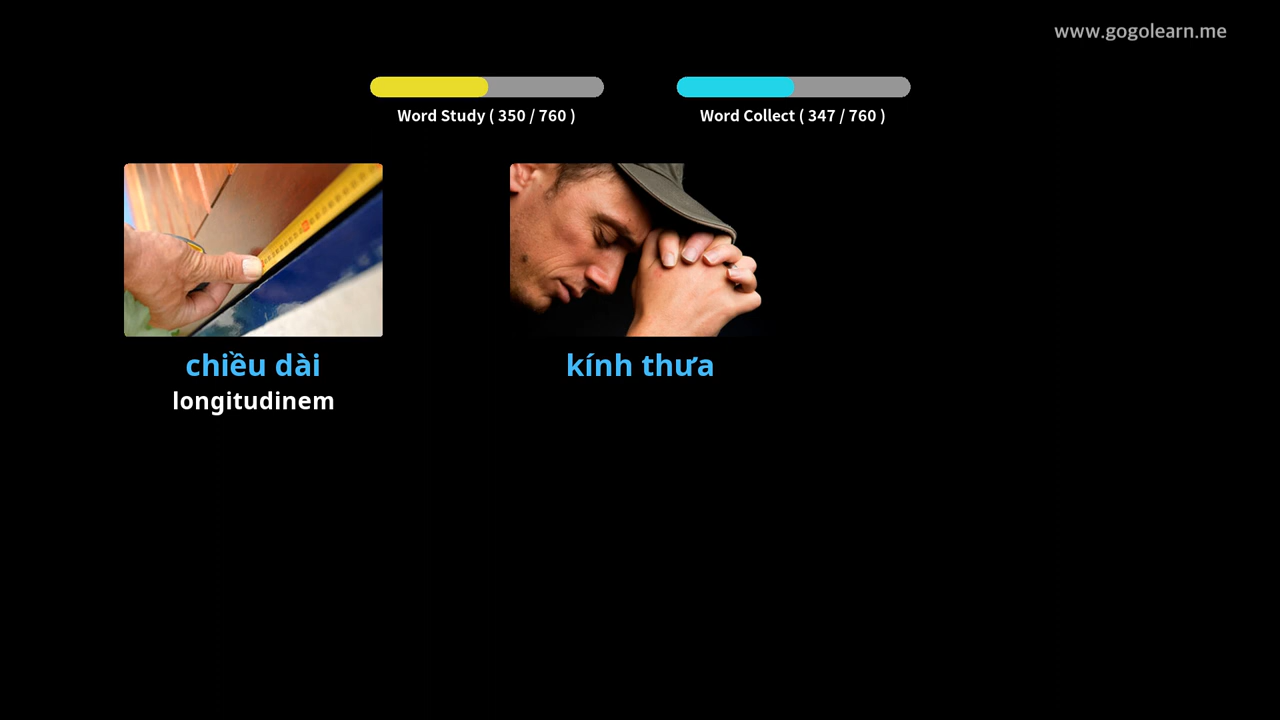 www.gogolearn.me
Word Study ( 350 / 760 )
Word Collect ( 347 / 760 )
chiều dài
longitudinem
kính thưa